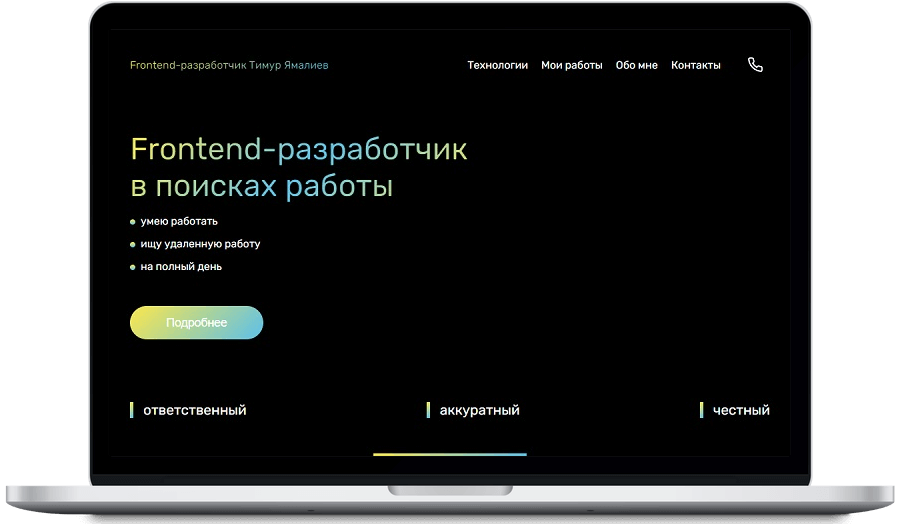 Frontend-разработчик Тимур Ямалиев
Технологии Мои работы Обо мне Контакты
Frontend-разработчик
в поисках работы
умею работать
ищу удаленную работу
на полный день
Подробнее
ответственный аккуратный честный